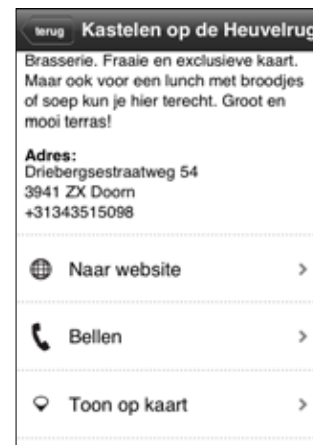 terug Kastelen op de Heuvelrug
Brasserie. Fraaie en exclusieve kaart.
Maar ook voor een lunch met broodjes
of soep kun je hier terecht. Groot en
mooi terras!
Adres:
Driebergsestraatweg 54
3941 ZX Doorn
+31343515098
Naar website
Bellen
Toon op kaart